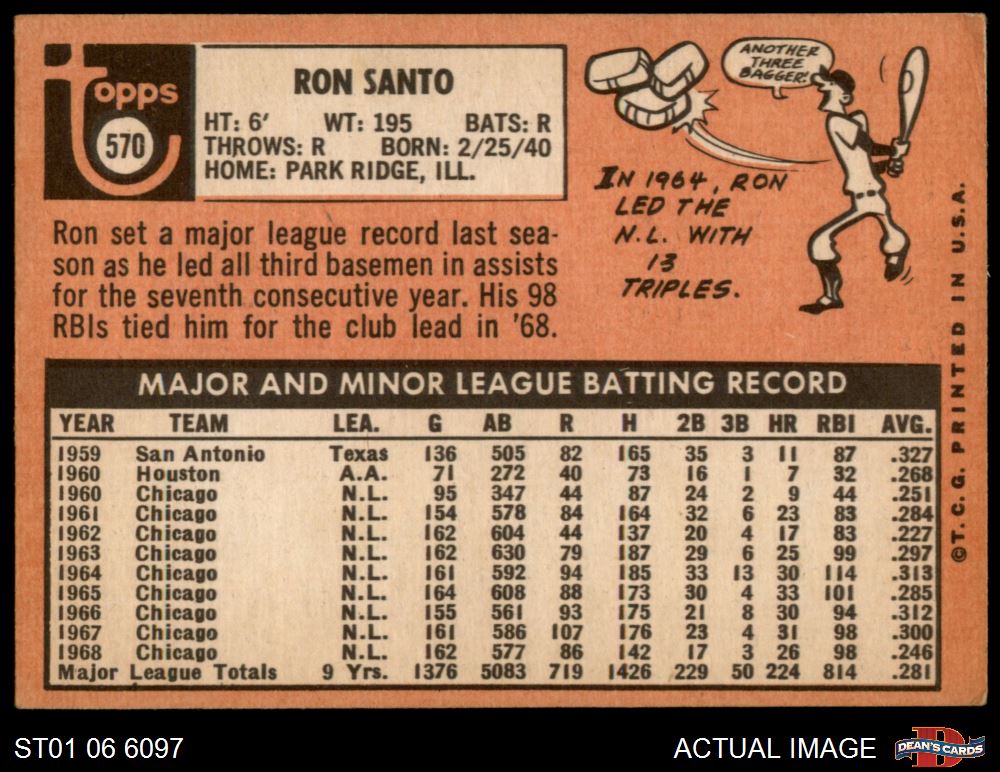 topps
570
RON SANTO
HT: 6' WT: 195 BATS: R
THROWS: R BORN: 2/25/40
HOME: PARK RIDGE, ILL.
Ron set a major league record last sea-
son as he led all third basemen in assists
for the seventh consecutive year. His 98
RBIs tied him for the club lead in '68.
ANOTHER
THREE
BAGGER!
IN 1964, RON
LED THE
N.L. WITH
13
TRIPLES.
MAJOR AND MINOR LEAGUE BATTING RECORD
YEAR TEAM LEA. G AB R H 2B 3B HR RBI AVG.
1959 San Antonio Texas 136 505 82 165 35 3 11 87 .327
1960 Houston A.A. 71 272 40 73 16 1 7 32 .268
1960 Chicago N.L. 95 347 44 87 24 2 9 44 .251
1961 Chicago N.L. 154 578 84 164 32 6 23 83 .284
1962 Chicago N.L. 162 604 44 137 20 4 17 83 .227
1963 Chicago N.L. 162 630 79 187 29 6 25 99 .297
1964 Chicago N.L. 161 592 94 185 33 13 30 114 .313
1965 Chicago N.L. 164 608 88 173 30 4 33 101 .285
1966 Chicago N.L. 155 561 93 175 21 8 30 94 .312
1967 Chicago N.L. 161 586 107 176 23 4 31 98 .300
1968 Chicago N.L. 162 577 86 142 17 3 26 98 .246
Major League Totals 9 Yrs. 1376 5083 719 1426 229 50 224 814 .281
©T. C. G. PRINTED IN U.S.A.
ST01 06 6097
ACTUAL IMAGE
D
DEAN'S CARDS